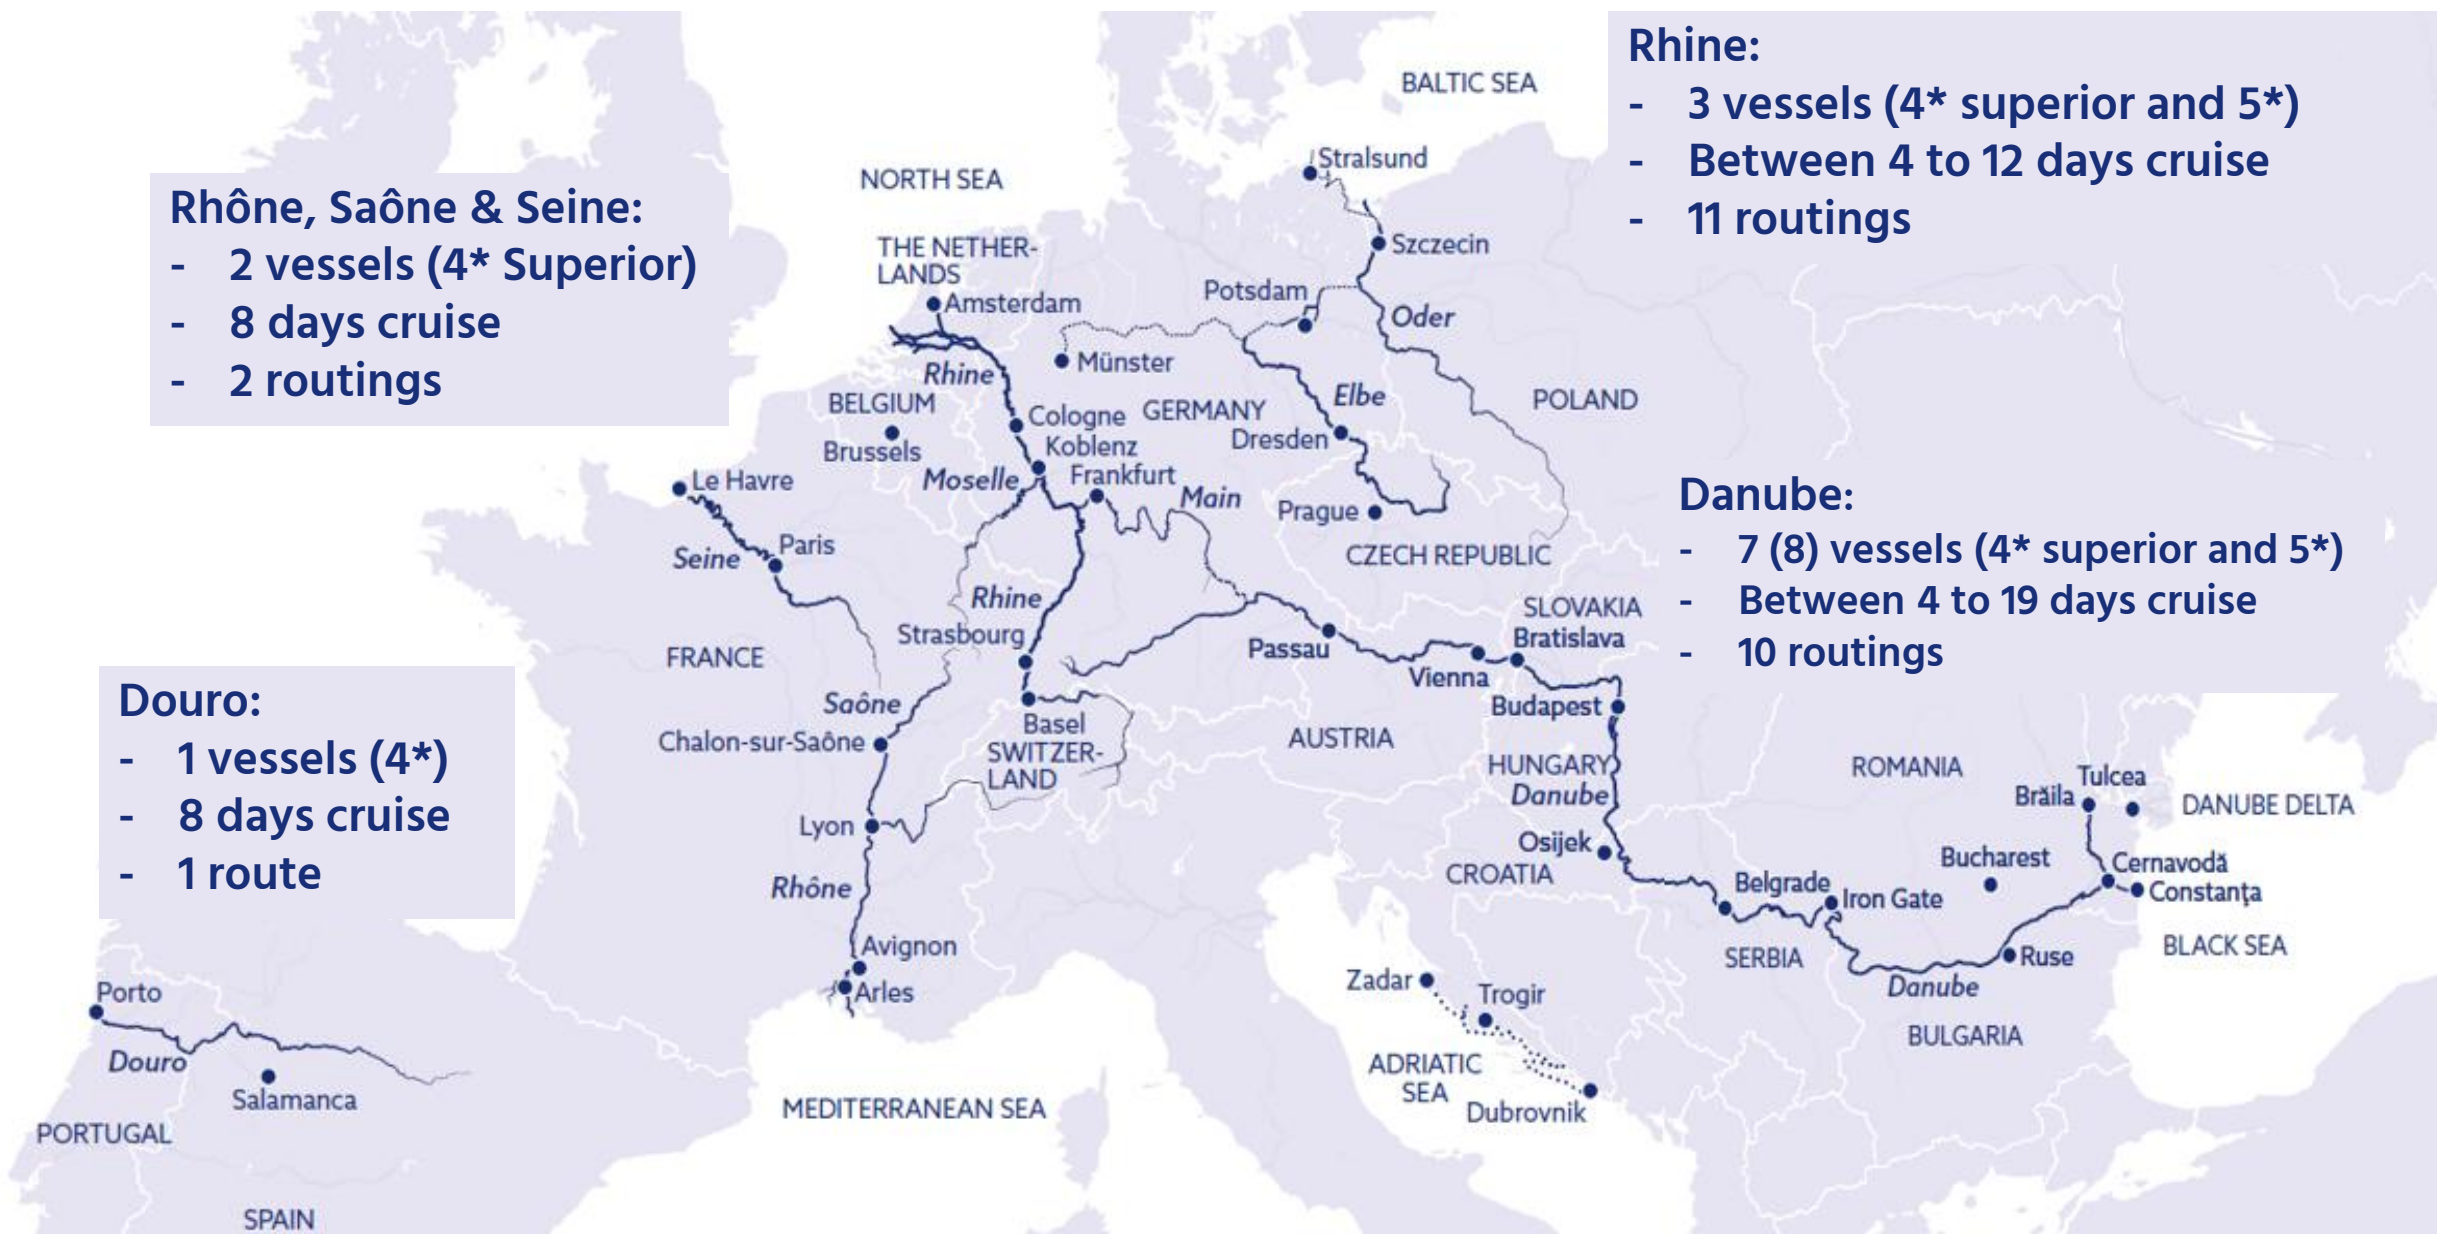 Rhine:
- 3 vessels (4* superior and 5*)
- Between 4 to 12 days cruise
- 11 routings
Rhône, Saône & Seine:
- 2 vessels (4* Superior)
- 8 days cruise
- 2 routings
Danube:
- 7 (8) vessels (4* superior and 5*)
- Between 4 to 19 days cruise
- 10 routings
Douro:
- 1 vessels (4*)
- 8 days cruise
- 1 route
BALTIC SEA
Stralsund
NORTH SEA
THE NETHER-
LANDS
Szczecin
Potsdam
Amsterdam
Oder
Münster
Rhine
Elbe
POLAND
BELGIUM
Cologne
GERMANY
Brussels
Koblenz
Dresden
Le Havre
Moselle
Frankfurt
Main
Prague
Seine
Paris
CZECH REPUBLIC
Rhine
SLOVAKIA
Strasbourg
Bratislava
FRANCE
Passau
Vienna
Saône
Budapest
Basel
Chalon-sur-Saône
SWITZER-
LAND
AUSTRIA
HUNGARY
ROMANIA
Tulcea
Danube
Brăila
DANUBE DELTA
Lyon
Osijek
CROATIA
Bucharest
Cernavodă
Rhône
Belgrade
Iron Gate
Constanţa
Avignon
SERBIA
Ruse
BLACK SEA
Zadar
Trogir
Danube
Arles
Porto
BULGARIA
Douro
ADRIATIC
SEA
Salamanca
MEDITERRANEAN SEA
Dubrovnik
PORTUGAL
SPAIN